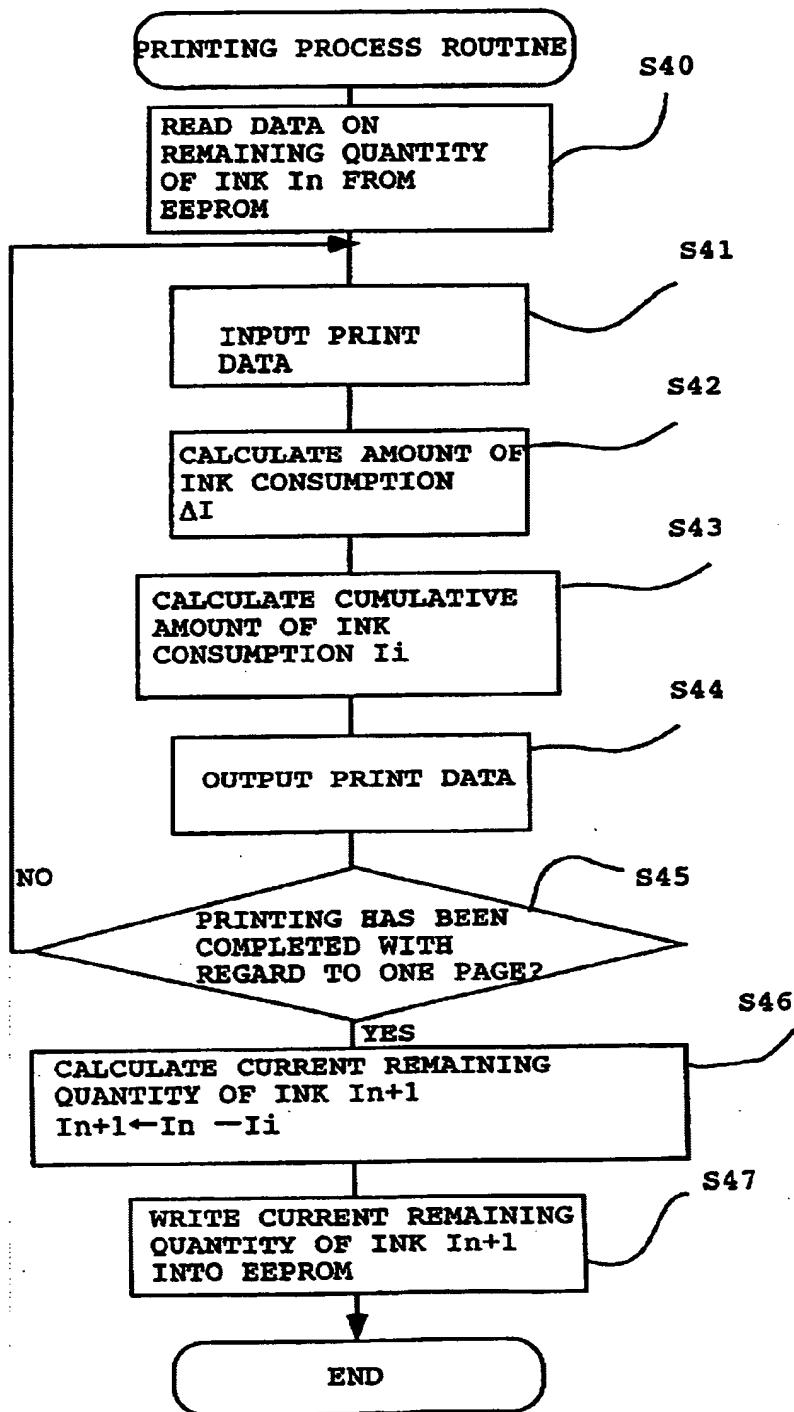 PRINTING PROCESS ROUTINE
S40
READ DATA ON
REMAINING QUANTITY
OF INK In FROM
EEPROM
S41
INPUT PRINT
DATA
S42
CALCULATE AMOUNT OF
INK CONSUMPTION
ΔI
S43
CALCULATE CUMULATIVE
AMOUNT OF INK
CONSUMPTION Ii
S44
OUTPUT PRINT DATA
NO
S45
PRINTING HAS BEEN
COMPLETED WITH
REGARD TO ONE PAGE?
YES
S46
CALCULATE CURRENT REMAINING
QUANTITY OF INK In+1
In+1←In —Ii
S47
WRITE CURRENT REMAINING
QUANTITY OF INK In+1
INTO EEPROM
END